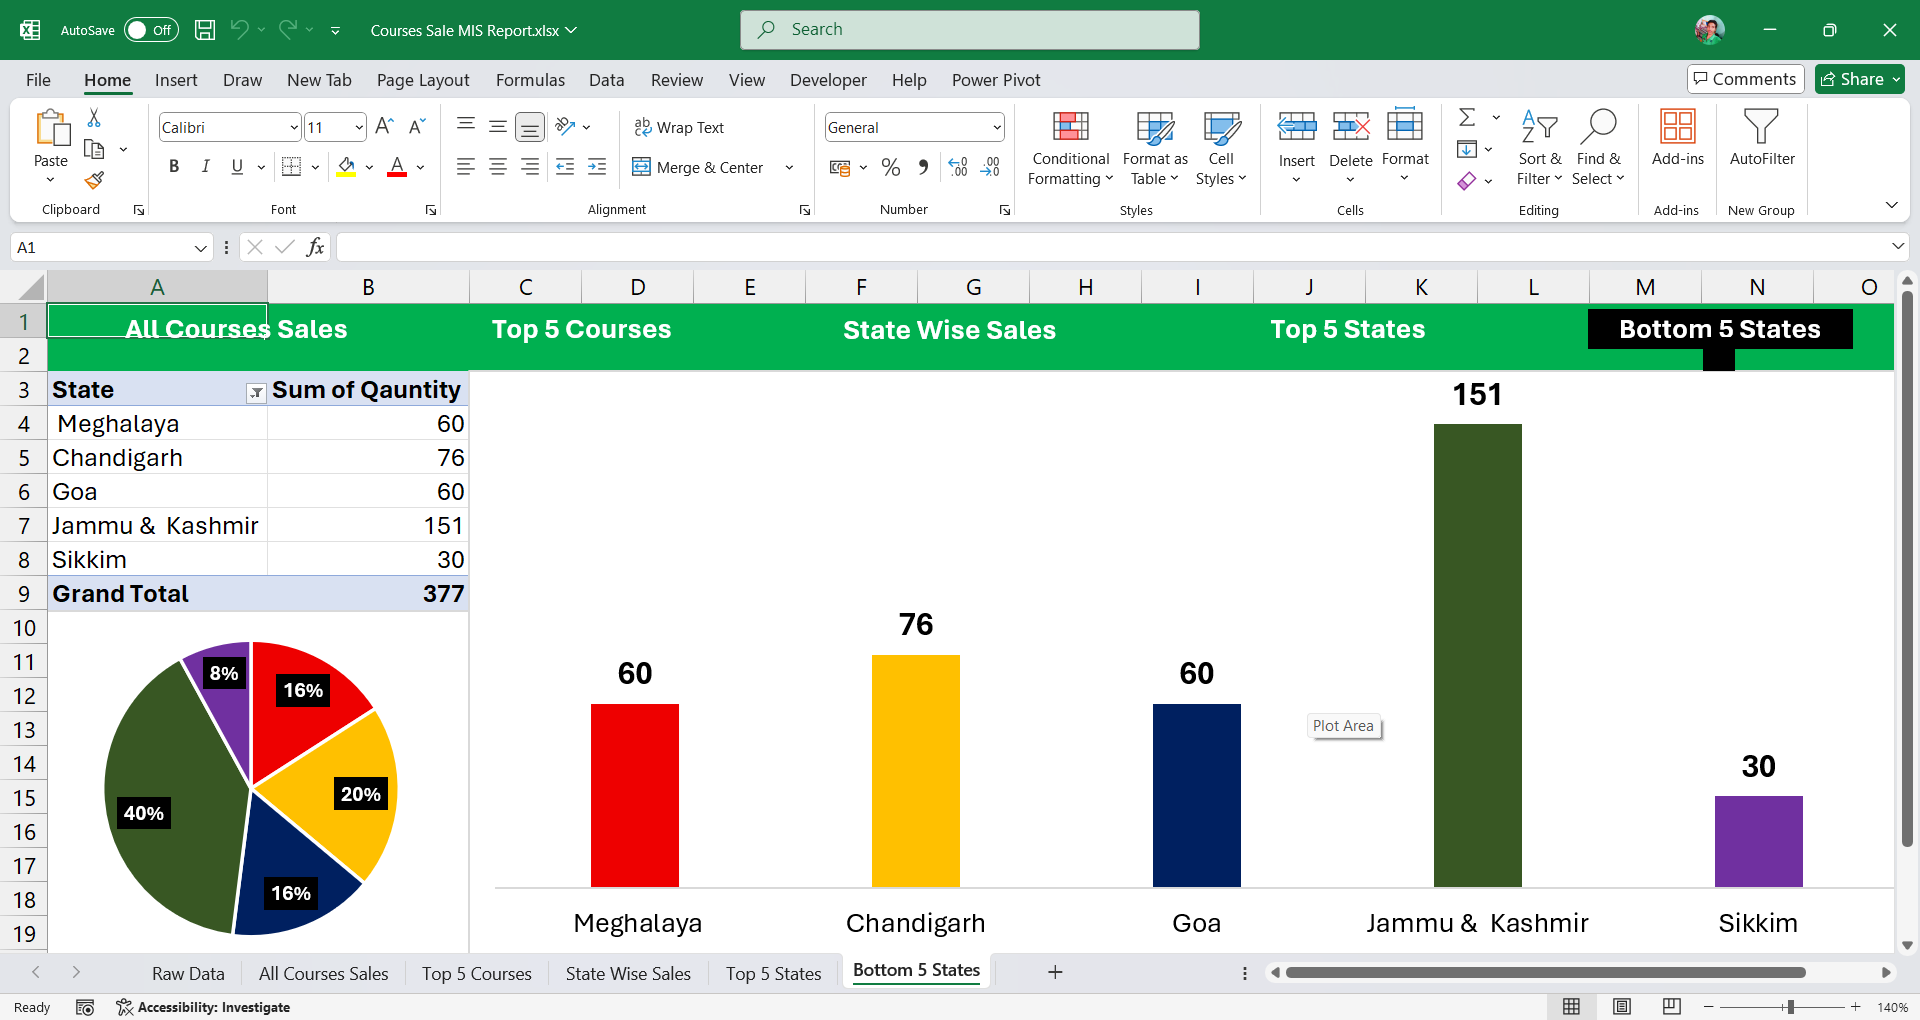 AutoSave Off Courses Sale MIS Report.xlsx Search
File Home Insert Draw New Tab Page Layout Formulas Data Review View Developer Help Power Pivot Comments Share
Paste
Clipboard
Calibri 11
B I U A
Font
ab Wrap Text
Merge & Center
Alignment
General
% 
Number
Conditional Formatting
Format as Table
Cell Styles
Styles
Insert Delete Format
Cells
Sort & Filter
Find & Select
Editing
Add-ins
Add-ins
AutoFilter
New Group
A1 fx
A B C D E F G H I J K L M N O
1 All Courses Sales Top 5 Courses State Wise Sales Top 5 States Bottom 5 States
2
3 State Sum of Qauntity
4 Meghalaya 60
5 Chandigarh 76
6 Goa 60
7 Jammu & Kashmir 151
8 Sikkim 30
9 Grand Total 377
10
11
12
13
14
15
16
17
18
19
8%
16%
20%
40%
16%
151
76
60
60
30
Plot Area
Meghalaya Chandigarh Goa Jammu & Kashmir Sikkim
Raw Data All Courses Sales Top 5 Courses State Wise Sales Top 5 States Bottom 5 States
Ready Accessibility: Investigate 140%